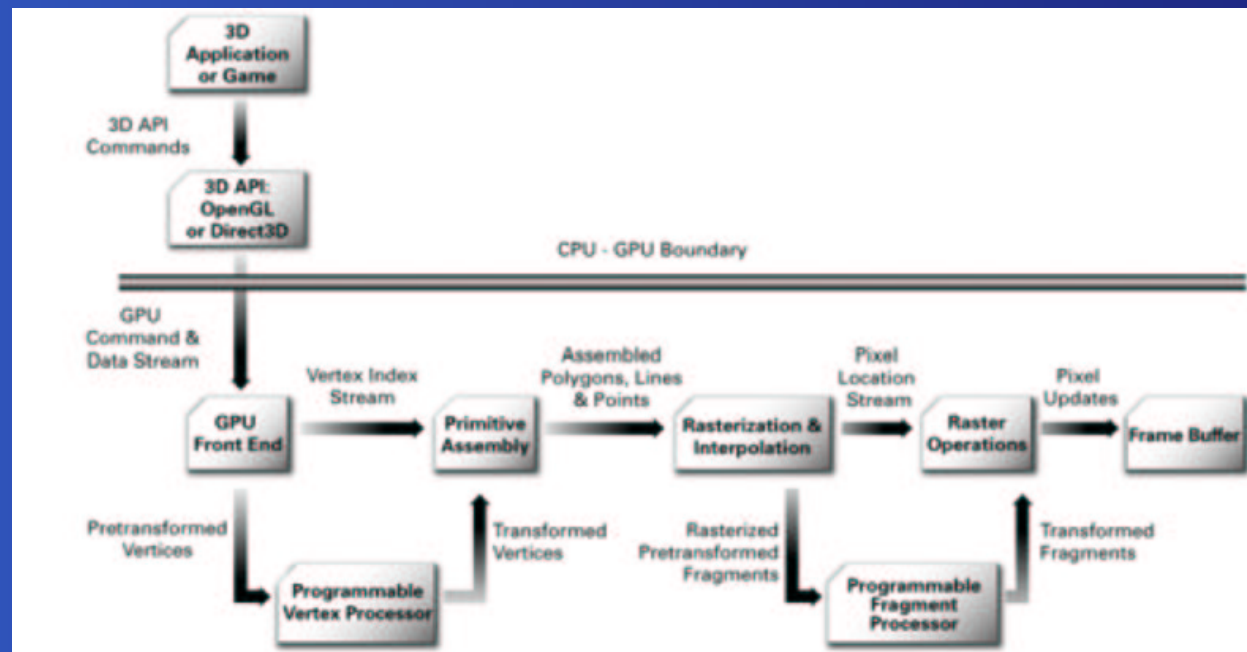 3D
Application
or Game
3D API
Commands
3D API:
OpenGL
or Direct3D
CPU - GPU Boundary
GPU
Command &
Data Stream
Vertex Index
Stream
Assembled
Polygons, Lines
& Points
Pixel
Location
Stream
Pixel
Updates
GPU
Front End
Primitive
Assembly
Rasterization &
Interpolation
Raster
Operations
Frame Buffer
Pretransformed
Vertices
Transformed
Vertices
Rasterized
Pretransformed
Fragments
Transformed
Fragments
Programmable
Vertex Processor
Programmable
Fragment
Processor